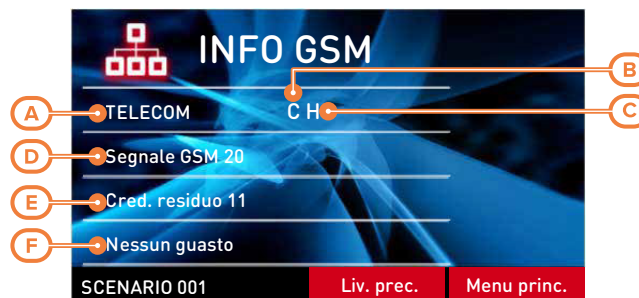 INFO GSM
B
A TELECOM C H C
D Segnale GSM 20
E Cred. residuo 11
F Nessun guasto
SCENARIO 001 Liv. prec. Menu princ.